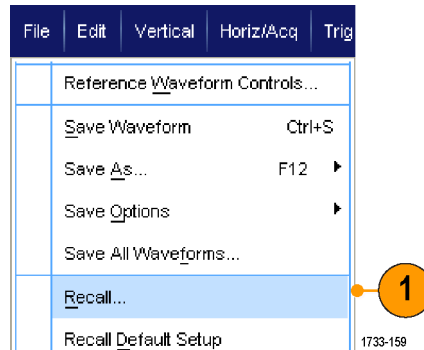 File Edit Vertical Horiz/Acq Trig
Reference Waveform Controls...
Save Waveform Ctrl+S
Save As... F12
Save Options
Save All Waveforms...
Recall...
1
Recall Default Setup
1733-159